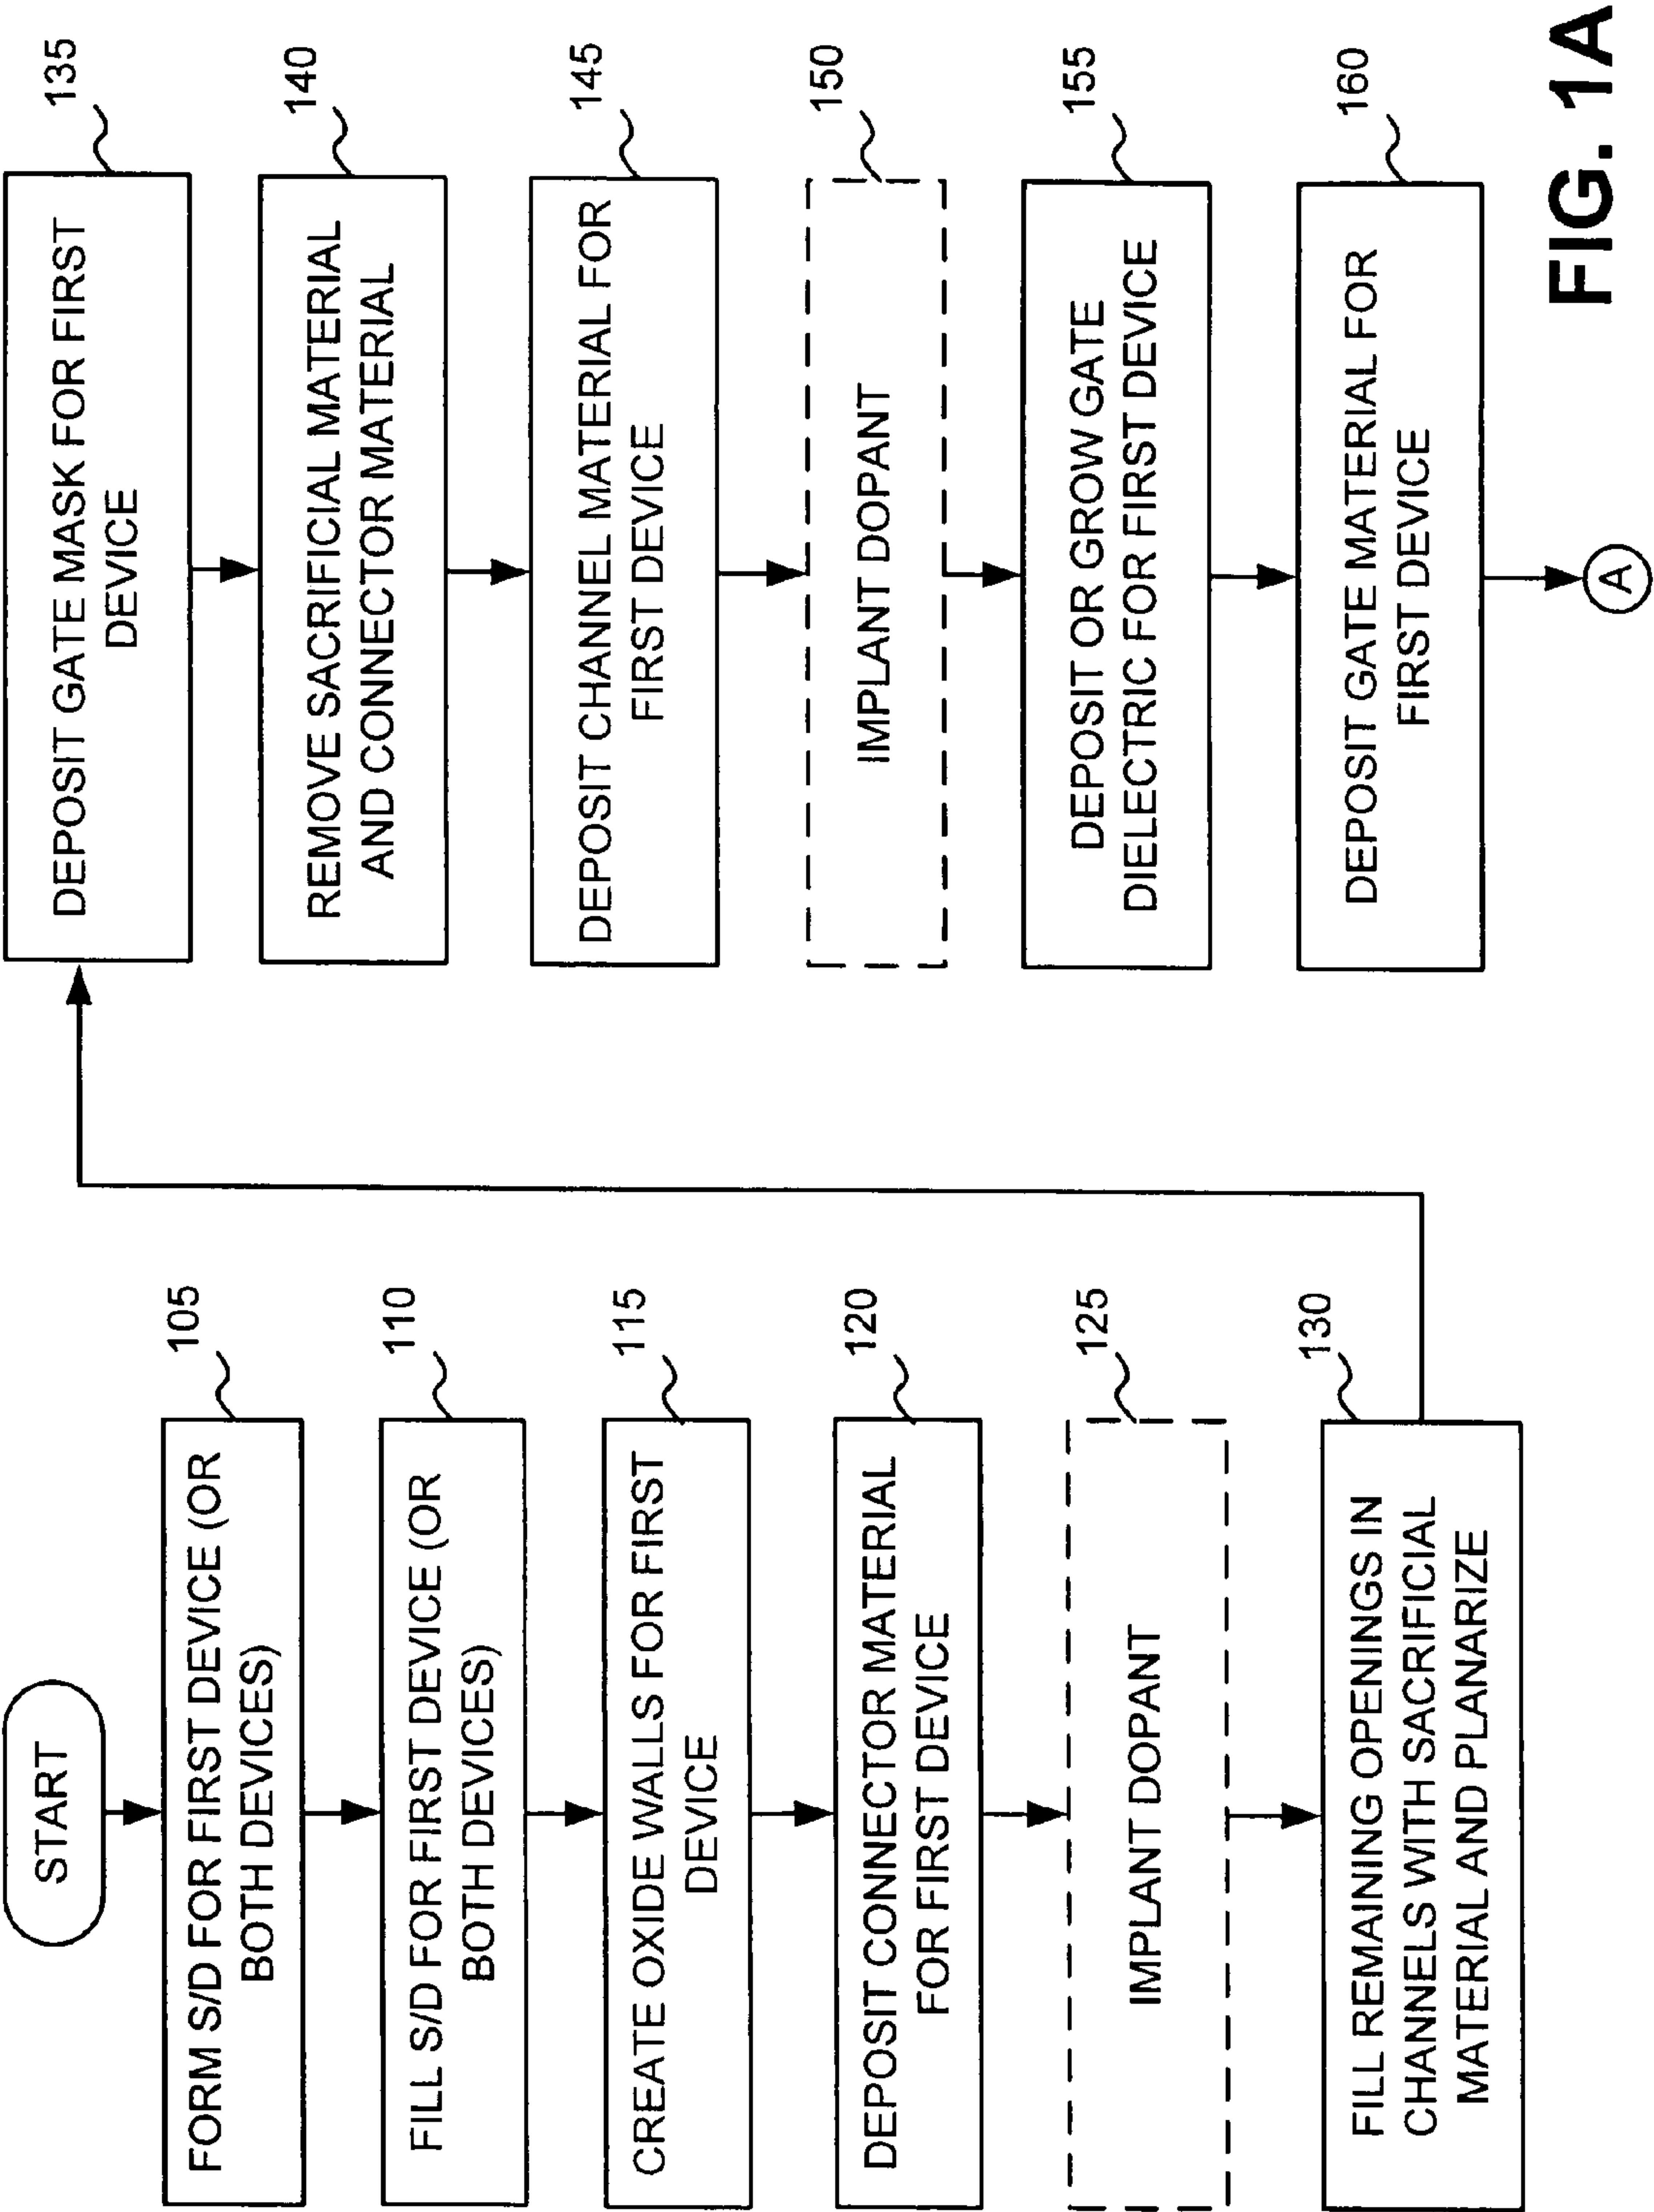 START
FORM S/D FOR FIRST DEVICE (OR
BOTH DEVICES)
105
FILL S/D FOR FIRST DEVICE (OR
BOTH DEVICES)
110
CREATE OXIDE WALLS FOR FIRST
DEVICE
115
DEPOSIT CONNECTOR MATERIAL
FOR FIRST DEVICE
120
IMPLANT DOPANT
125
FILL REMAINING OPENINGS IN
CHANNELS WITH SACRIFICIAL
MATERIAL AND PLANARIZE
130
DEPOSIT GATE MASK FOR FIRST
DEVICE
135
REMOVE SACRIFICIAL MATERIAL
AND CONNECTOR MATERIAL
140
DEPOSIT CHANNEL MATERIAL FOR
FIRST DEVICE
145
IMPLANT DOPANT
150
DEPOSIT OR GROW GATE
DIELECTRIC FOR FIRST DEVICE
155
DEPOSIT GATE MATERIAL FOR
FIRST DEVICE
160
A
FIG. 1A